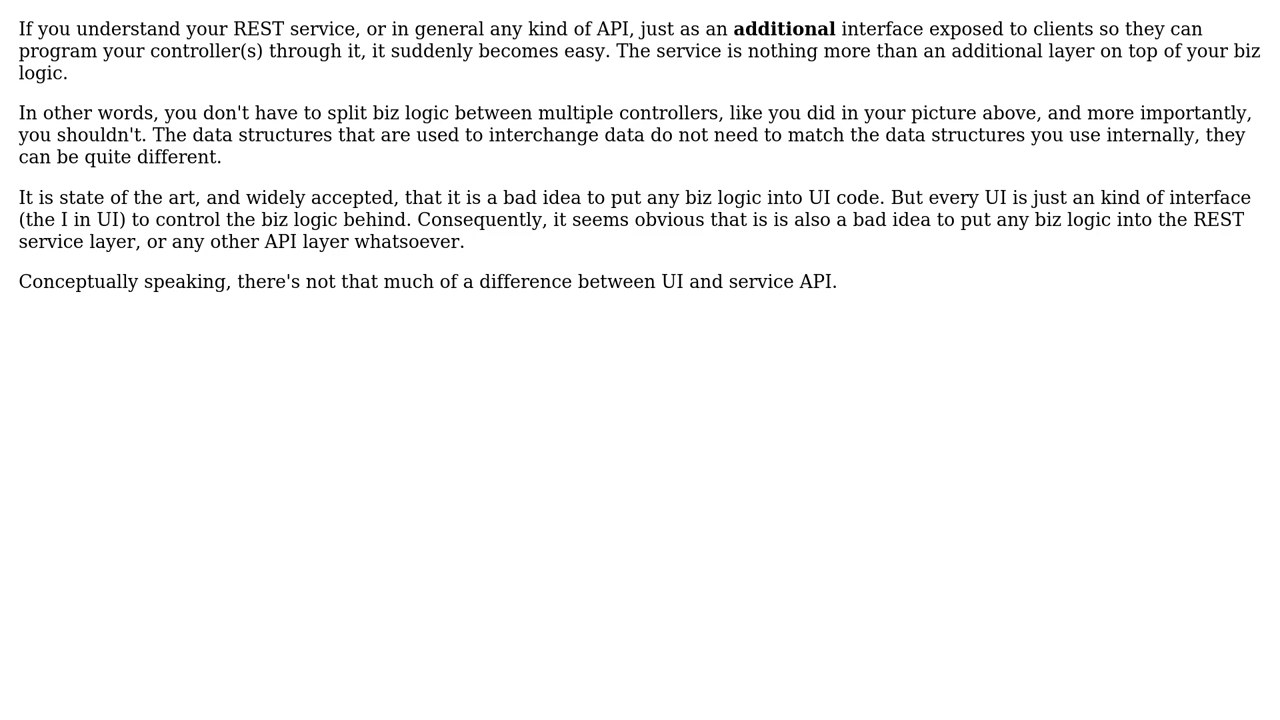 If you understand your REST service, or in general any kind of API, just as an additional interface exposed to clients so they can
program your controller(s) through it, it suddenly becomes easy. The service is nothing more than an additional layer on top of your biz
logic.
In other words, you don't have to split biz logic between multiple controllers, like you did in your picture above, and more importantly,
you shouldn't. The data structures that are used to interchange data do not need to match the data structures you use internally, they
can be quite different.
It is state of the art, and widely accepted, that it is a bad idea to put any biz logic into UI code. But every UI is just an kind of interface
(the I in UI) to control the biz logic behind. Consequently, it seems obvious that is is also a bad idea to put any biz logic into the REST
service layer, or any other API layer whatsoever.
Conceptually speaking, there's not that much of a difference between UI and service API.